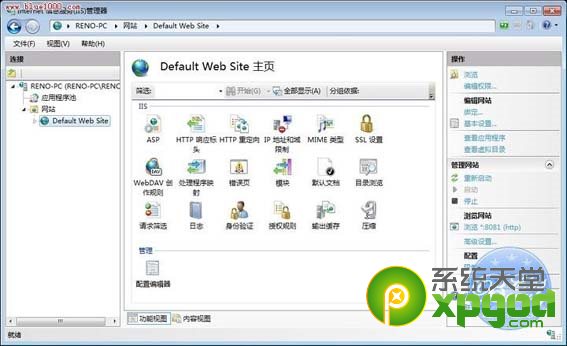 www.blue1000.com
Internet 信息服务(IIS)管理器
RENO-PC
网站
Default Web Site
文件(F)
视图(V)
帮助(H)
连接
RENO-PC (RENO-PC\RENO
应用程序池
网站
Default Web Site
Default Web Site 主页
筛选:
开始(G)
全部显示(A)
分组依据:
IIS
ASP
HTTP 响应标头
HTTP 重定向
IP 地址和域限制
MIME 类型
SSL 设置
WebDAV 创作规则
处理程序映射
错误页
模块
默认文档
目录浏览
请求筛选
日志
身份验证
授权规则
输出缓存
压缩
管理
配置编辑器
功能视图
内容视图
就绪
操作
浏览
编辑权限...
编辑网站
绑定...
基本设置...
查看应用程序
查看虚拟目录
管理网站
重新启动
启动
停止
浏览网站
浏览 *:8081 (http)
高级设置...
配置
系统天堂
xpgod
.com